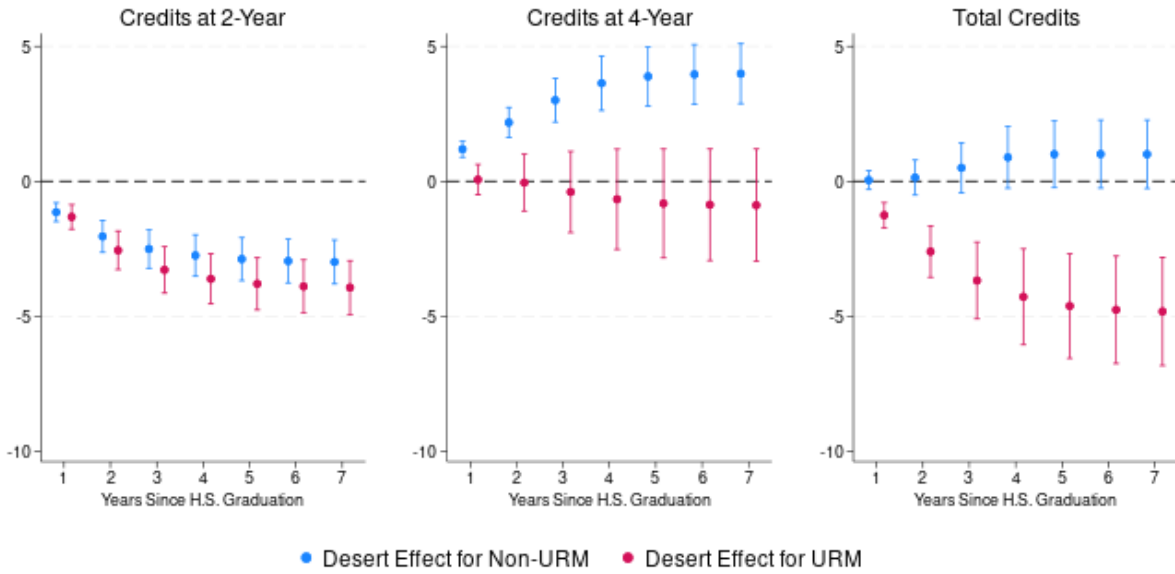 Credits at 2-Year
Credits at 4-Year
Total Credits
5
0
-5
-10
1 2 3 4 5 6 7
Years Since H.S. Graduation
5
0
-5
-10
1 2 3 4 5 6 7
Years Since H.S. Graduation
5
0
-5
-10
1 2 3 4 5 6 7
Years Since H.S. Graduation
Desert Effect for Non-URM
Desert Effect for URM